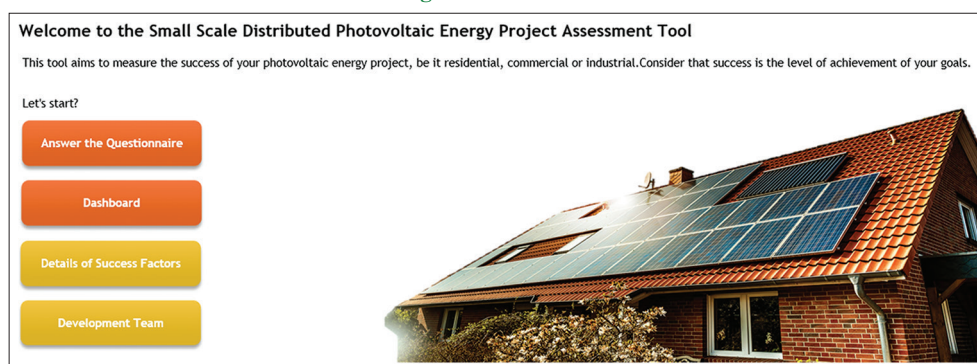 Welcome to the Small Scale Distributed Photovoltaic Energy Project Assessment Tool
This tool aims to measure the success of your photovoltaic energy project, be it residential, commercial or industrial.Consider that success is the level of achievement of your goals.
Let's start?
Answer the Questionnaire
Dashboard
Details of Success Factors
Development Team